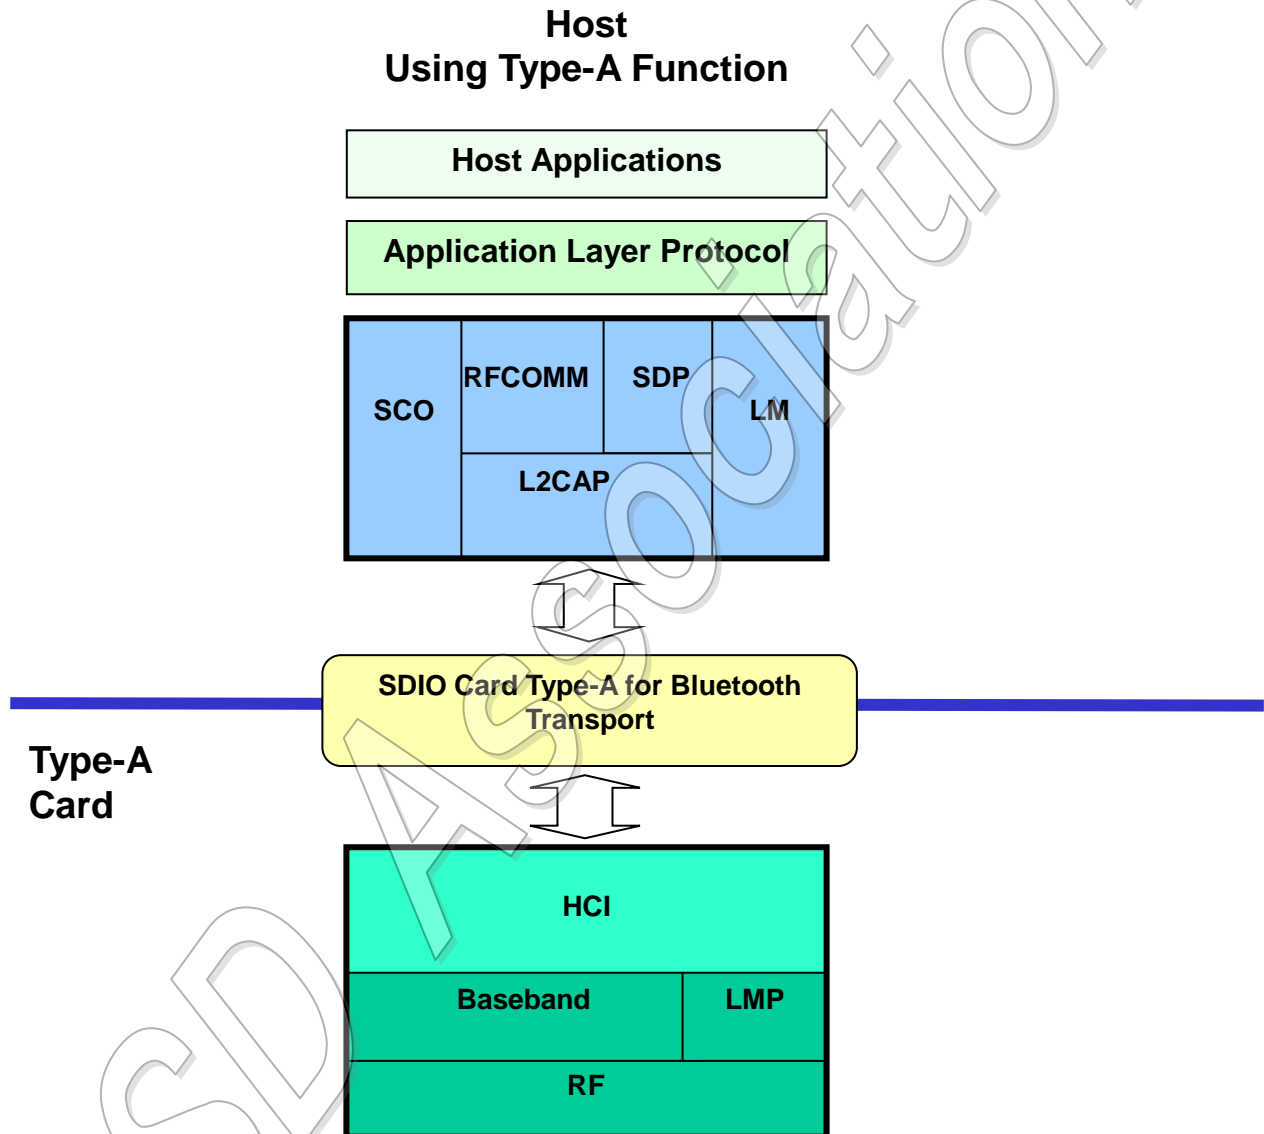 Host
Using Type-A Function
Host Applications
Application Layer Protocol
SCO
RFCOMM
SDP
LM
L2CAP
SDIO Card Type-A for Bluetooth
Transport
Type-A
Card
HCI
Baseband
LMP
RF
SD Association